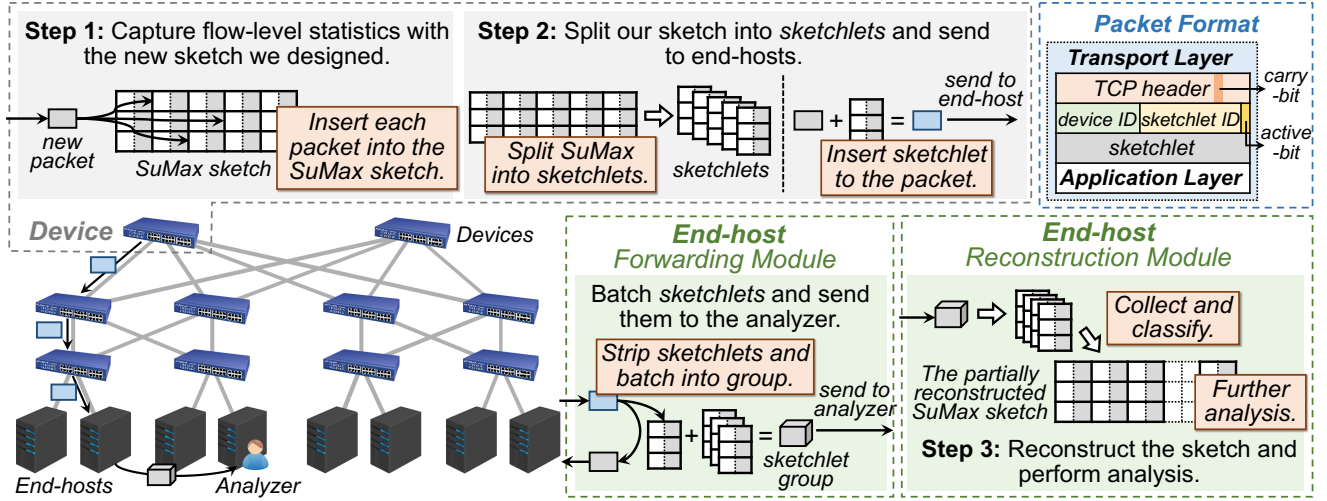 Step 1: Capture flow-level statistics with
the new sketch we designed.
new
packet
SuMax sketch
Insert each
packet into the
SuMax sketch.
Step 2: Split our sketch into sketchlets and send
to end-hosts.
Split SuMax
into sketchlets.
sketchlets
+
=
send to
end-host
Insert sketchlet
to the packet.
Packet Format
Transport Layer
TCP header
carry
-bit
device ID
sketchlet ID
active
-bit
sketchlet
Application Layer
Device
Devices
End-hosts
Analyzer
End-host
Forwarding Module
Batch sketchlets and send
them to the analyzer.
Strip sketchlets and
batch into group.
+
=
send to
analyzer
sketchlet
group
End-host
Reconstruction Module
Collect and
classify.
The partially
reconstructed
SuMax sketch
Further
analysis.
Step 3: Reconstruct the sketch and
perform analysis.